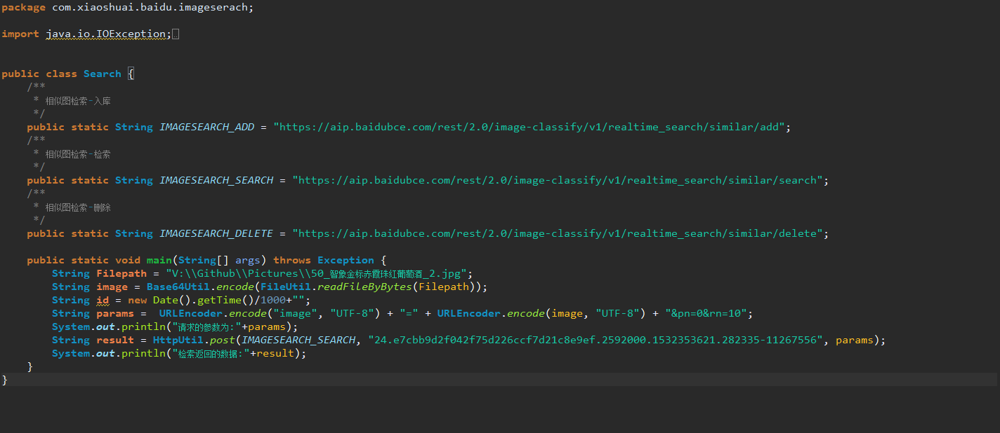 package com.xiaoshuai.baidu.imageserach;
import java.io.IOException;
public class Search {
/**
* 相似图检索-入库
*/
public static String IMAGESEARCH_ADD = "https://aip.baidubce.com/rest/2.0/image-classify/v1/realtime_search/similar/add";
/**
* 相似图检索-检索
*/
public static String IMAGESEARCH_SEARCH = "https://aip.baidubce.com/rest/2.0/image-classify/v1/realtime_search/similar/search";
/**
* 相似图检索-删除
*/
public static String IMAGESEARCH_DELETE = "https://aip.baidubce.com/rest/2.0/image-classify/v1/realtime_search/similar/delete";
public static void main(String[] args) throws Exception {
String Filepath = "V:\\Github\\Pictures\\50_智象金标赤霞珠红葡萄酒_2.jpg";
String image = Base64Util.encode(FileUtil.readFileByBytes(Filepath));
String id = new Date().getTime()/1000+"";
String params =  URLEncoder.encode("image", "UTF-8") + "=" + URLEncoder.encode(image, "UTF-8") + "&pn=0&rn=10";
System.out.println("请求的参数为:"+params);
String result = HttpUtil.post(IMAGESEARCH_SEARCH, "24.e7cbb9d2f042f75d226ccf7d21c8e9ef.2592000.1532353621.282335-11267556", params);
System.out.println("检索返回的数据:"+result);
}
}